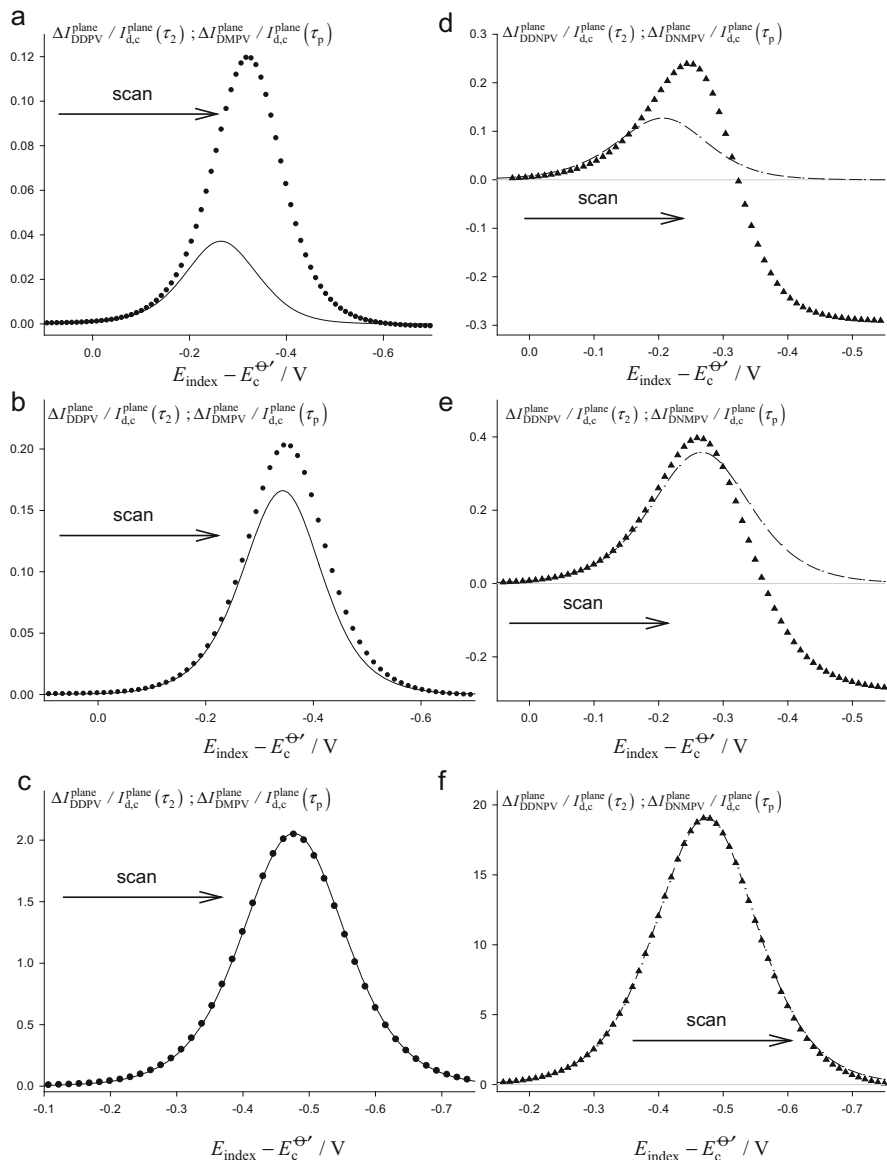 a
ΔI_DDPV^plane / I_d,c^plane(τ_2) ; ΔI_DMPV^plane / I_d,c^plane(τ_p)
0.12
0.10
0.08
0.06
0.04
0.02
0.00
scan
0.0 -0.2 -0.4 -0.6
E_index − E_c^⊖′ / V
b
ΔI_DDPV^plane / I_d,c^plane(τ_2) ; ΔI_DMPV^plane / I_d,c^plane(τ_p)
0.20
0.15
0.10
0.05
0.00
scan
0.0 -0.2 -0.4 -0.6
E_index − E_c^⊖′ / V
c
ΔI_DDPV^plane / I_d,c^plane(τ_2) ; ΔI_DMPV^plane / I_d,c^plane(τ_p)
2.0
1.5
1.0
0.5
0.0
scan
-0.1 -0.2 -0.3 -0.4 -0.5 -0.6 -0.7
E_index − E_c^⊖′ / V
d
ΔI_DDNPV^plane / I_d,c^plane(τ_2) ; ΔI_DNMPV^plane / I_d,c^plane(τ_p)
0.3
0.2
0.1
0.0
-0.1
-0.2
-0.3
scan
0.0 -0.1 -0.2 -0.3 -0.4 -0.5
E_index − E_c^⊖′ / V
e
ΔI_DDNPV^plane / I_d,c^plane(τ_2) ; ΔI_DNMPV^plane / I_d,c^plane(τ_p)
0.4
0.2
0.0
-0.2
scan
0.0 -0.1 -0.2 -0.3 -0.4 -0.5
E_index − E_c^⊖′ / V
f
ΔI_DDNPV^plane / I_d,c^plane(τ_2) ; ΔI_DNMPV^plane / I_d,c^plane(τ_p)
20
15
10
5
0
scan
-0.2 -0.3 -0.4 -0.5 -0.6 -0.7
E_index − E_c^⊖′ / V